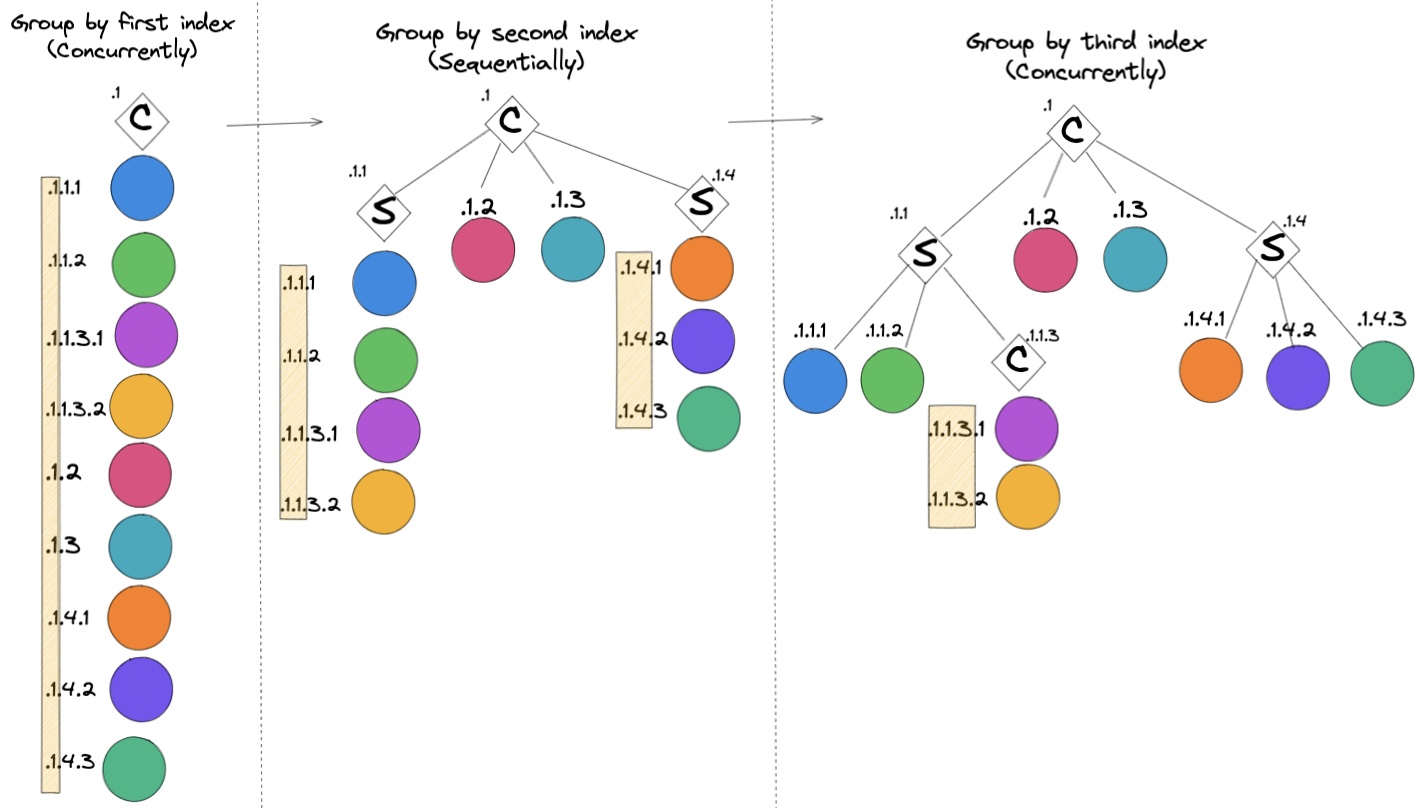 Group by first index
(Concurrently)
.1
C
.1.1.1
.1.1.2
.1.1.3.1
.1.1.3.2
.1.2
.1.3
.1.4.1
.1.4.2
.1.4.3
Group by second index
(Sequentially)
.1
C
.1.1
S
.1.2
.1.3
.1.4
S
.1.1.1
.1.1.2
.1.1.3.1
.1.1.3.2
.1.4.1
.1.4.2
.1.4.3
Group by third index
(Concurrently)
.1
C
.1.1
S
.1.2
.1.3
.1.4
S
.1.1.1
.1.1.2
.1.1.3
C
.1.1.3.1
.1.1.3.2
.1.4.1
.1.4.2
.1.4.3